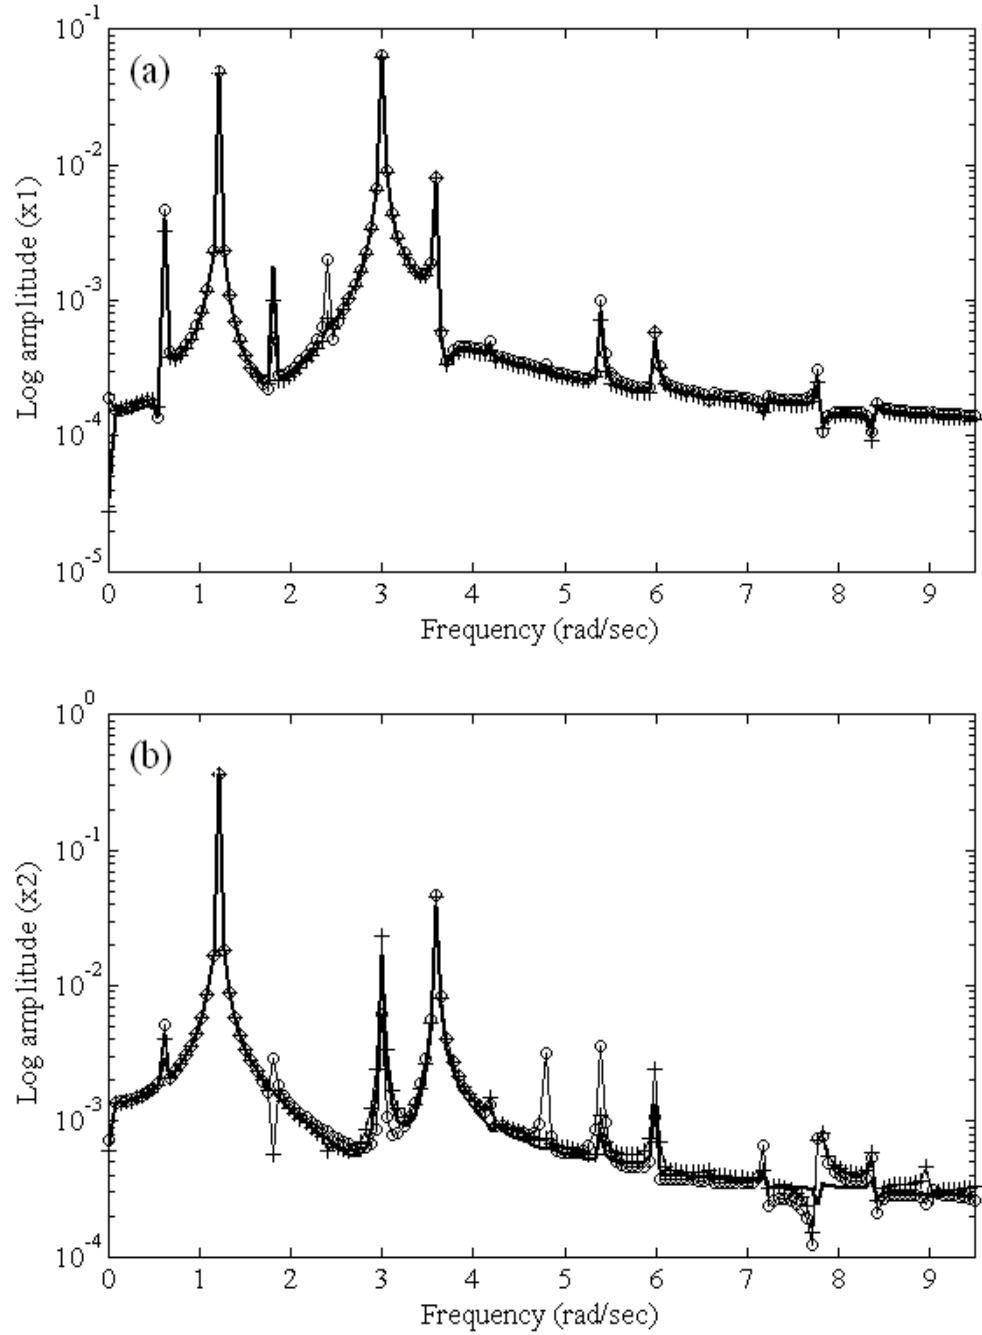 (a)
Log amplitude (x1)
10^-1
10^-2
10^-3
10^-4
10^-5
0 1 2 3 4 5 6 7 8 9
Frequency (rad/sec)
(b)
Log amplitude (x2)
10^0
10^-1
10^-2
10^-3
10^-4
0 1 2 3 4 5 6 7 8 9
Frequency (rad/sec)